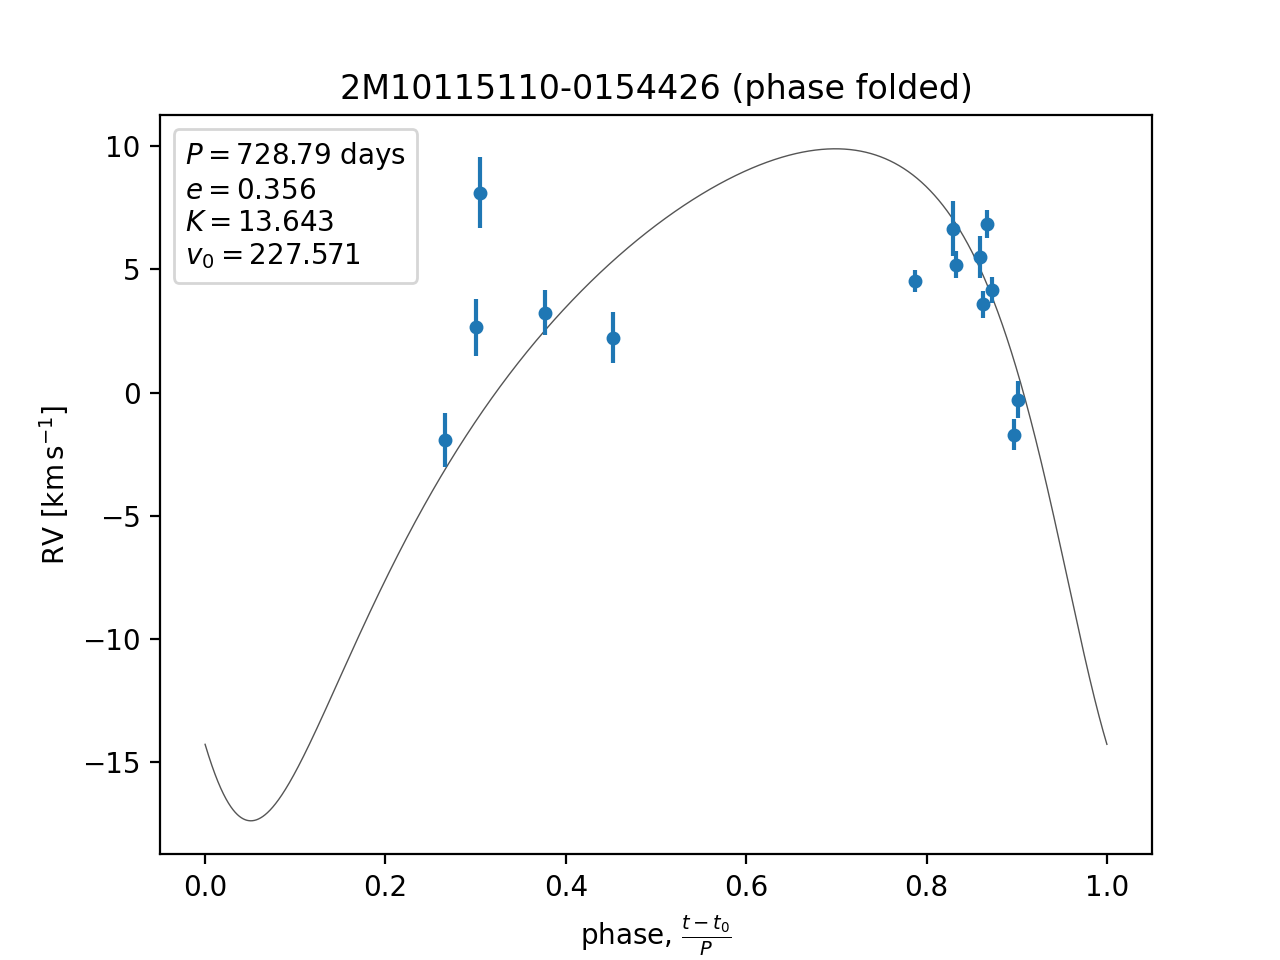 2M10115110-0154426 (phase folded)
P = 728.79 days
e = 0.356
K = 13.643
v₀ = 227.571
10
5
0
−5
−10
−15
RV [km s⁻¹]
0.0 0.2 0.4 0.6 0.8 1.0
phase, (t − t₀)/P